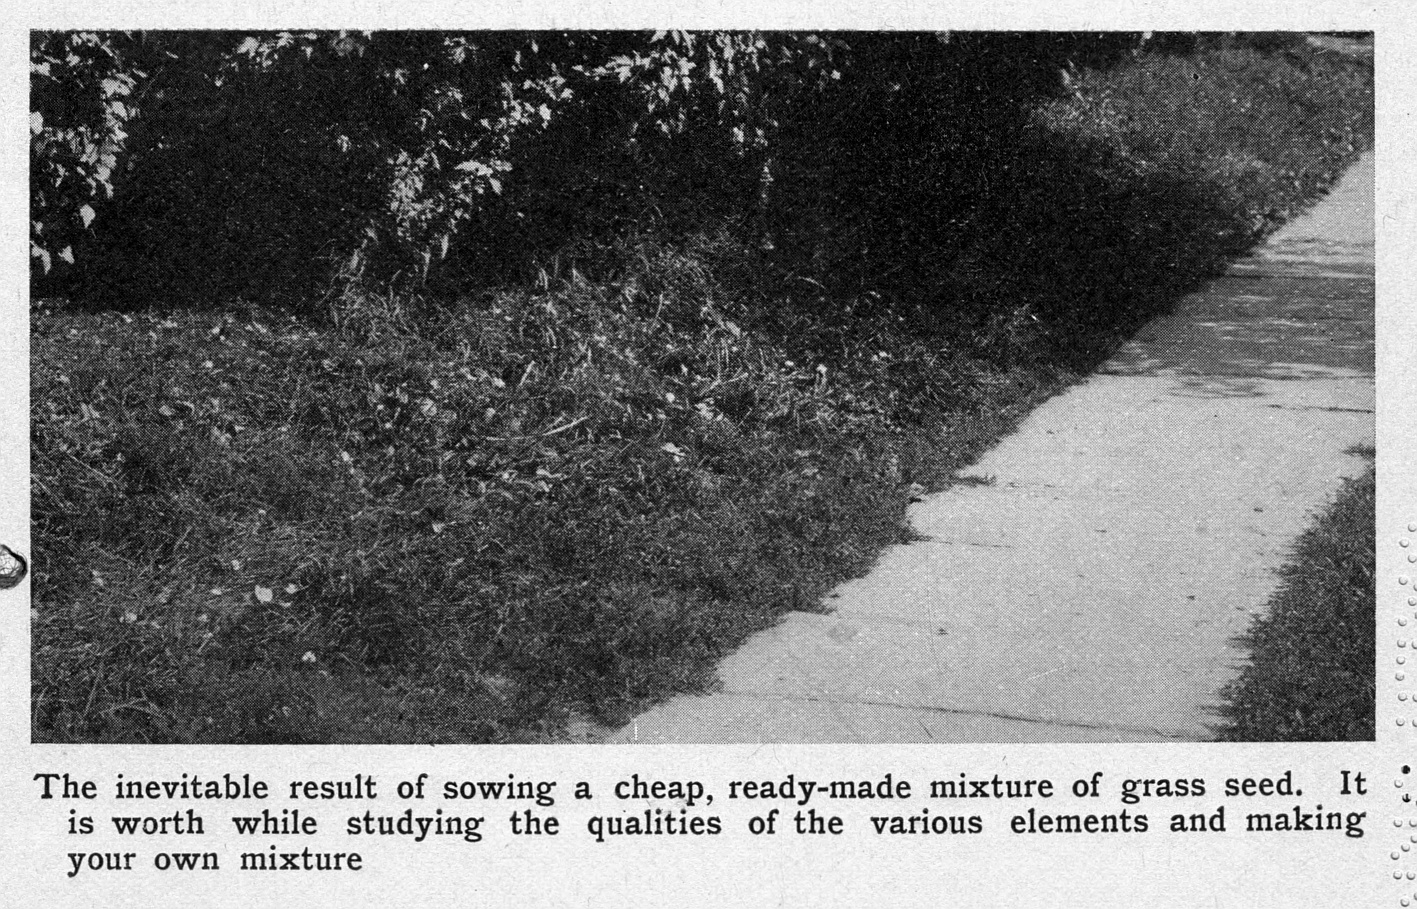 The inevitable result of sowing a cheap, ready-made mixture of grass seed. It
is worth while studying the qualities of the various elements and making
your own mixture